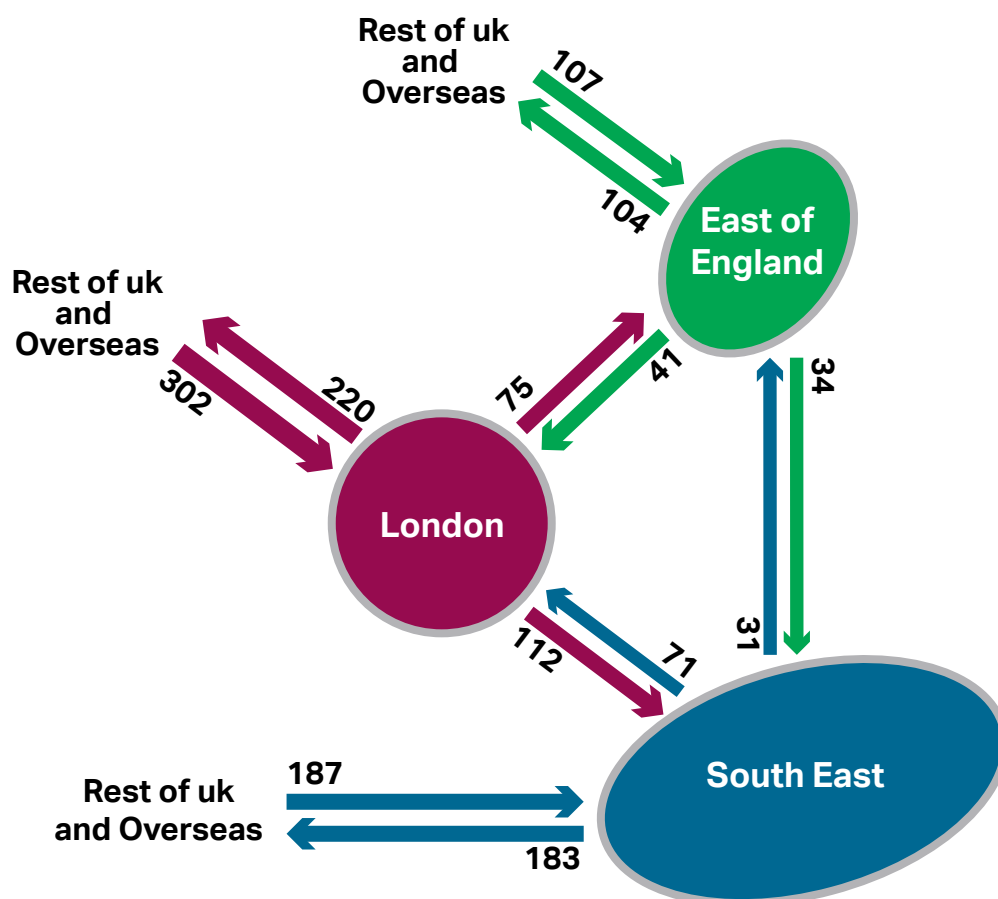 Rest of uk
and
Overseas
107
104
East of
England
Rest of uk
and
Overseas
302
220
75
41
34
London
112
71
31
South East
187
Rest of uk
and Overseas
183